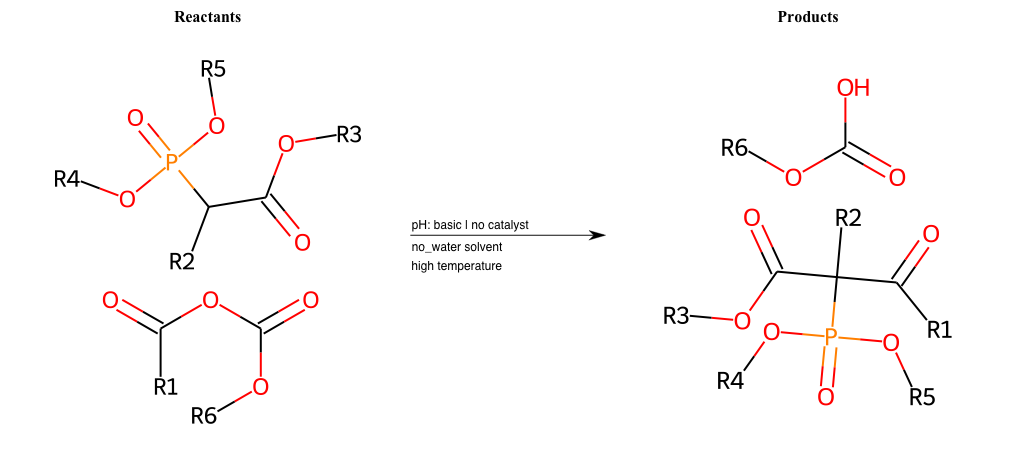 Reactants
Products
R5
O
O
P
O
R3
R4
O
O
R2
O
O
O
R1
O
R6
pH: basic | no catalyst
no_water solvent
high temperature
OH
R6
O
O
O
R2
O
R3
O
O
P
O
R1
R4
O
R5